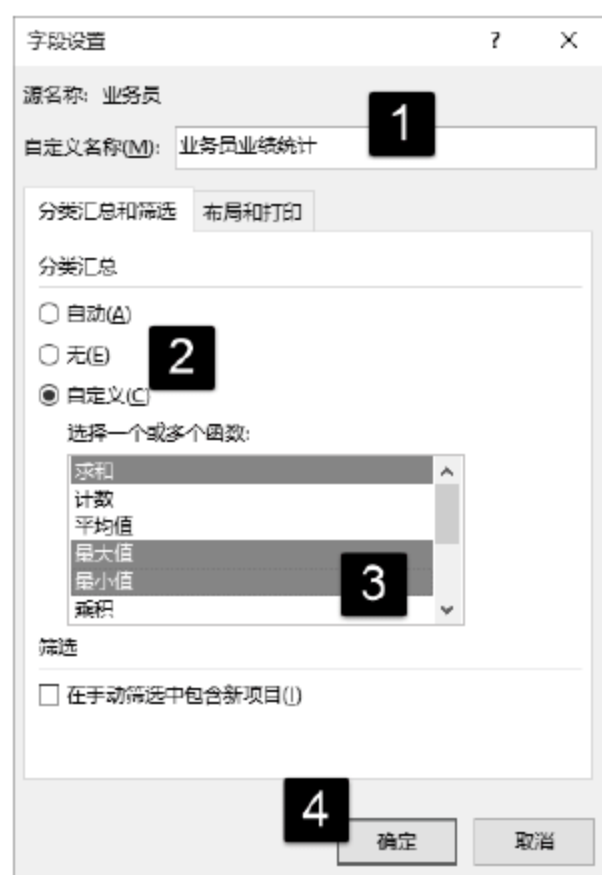 字段设置 ? ×
源名称: 业务员
1
自定义名称(M): 业务员业绩统计
分类汇总和筛选 布局和打印
分类汇总
自动(A)
无(E)
2
自定义(C)
选择一个或多个函数:
求和
计数
平均值
最大值
最小值
3
乘积
筛选
在手动筛选中包含新项目(I)
4
确定 取消